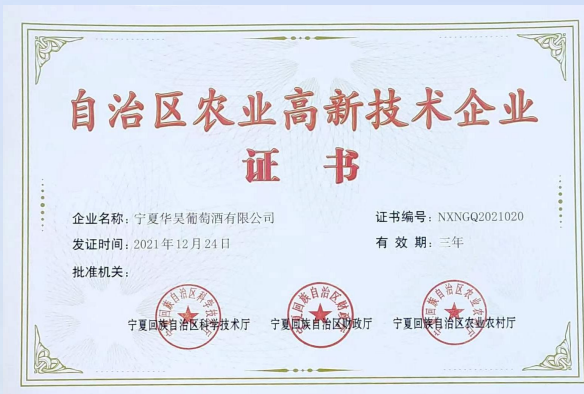 自治区农业高新技术企业
证 书
企业名称：宁夏华昊葡萄酒有限公司
证书编号：NXNGQ2021020
发证时间：2021年12月24日
有 效 期：三年
批准机关：
宁夏回族自治区科学技术厅
宁夏回族自治区财政厅
宁夏回族自治区农业农村厅